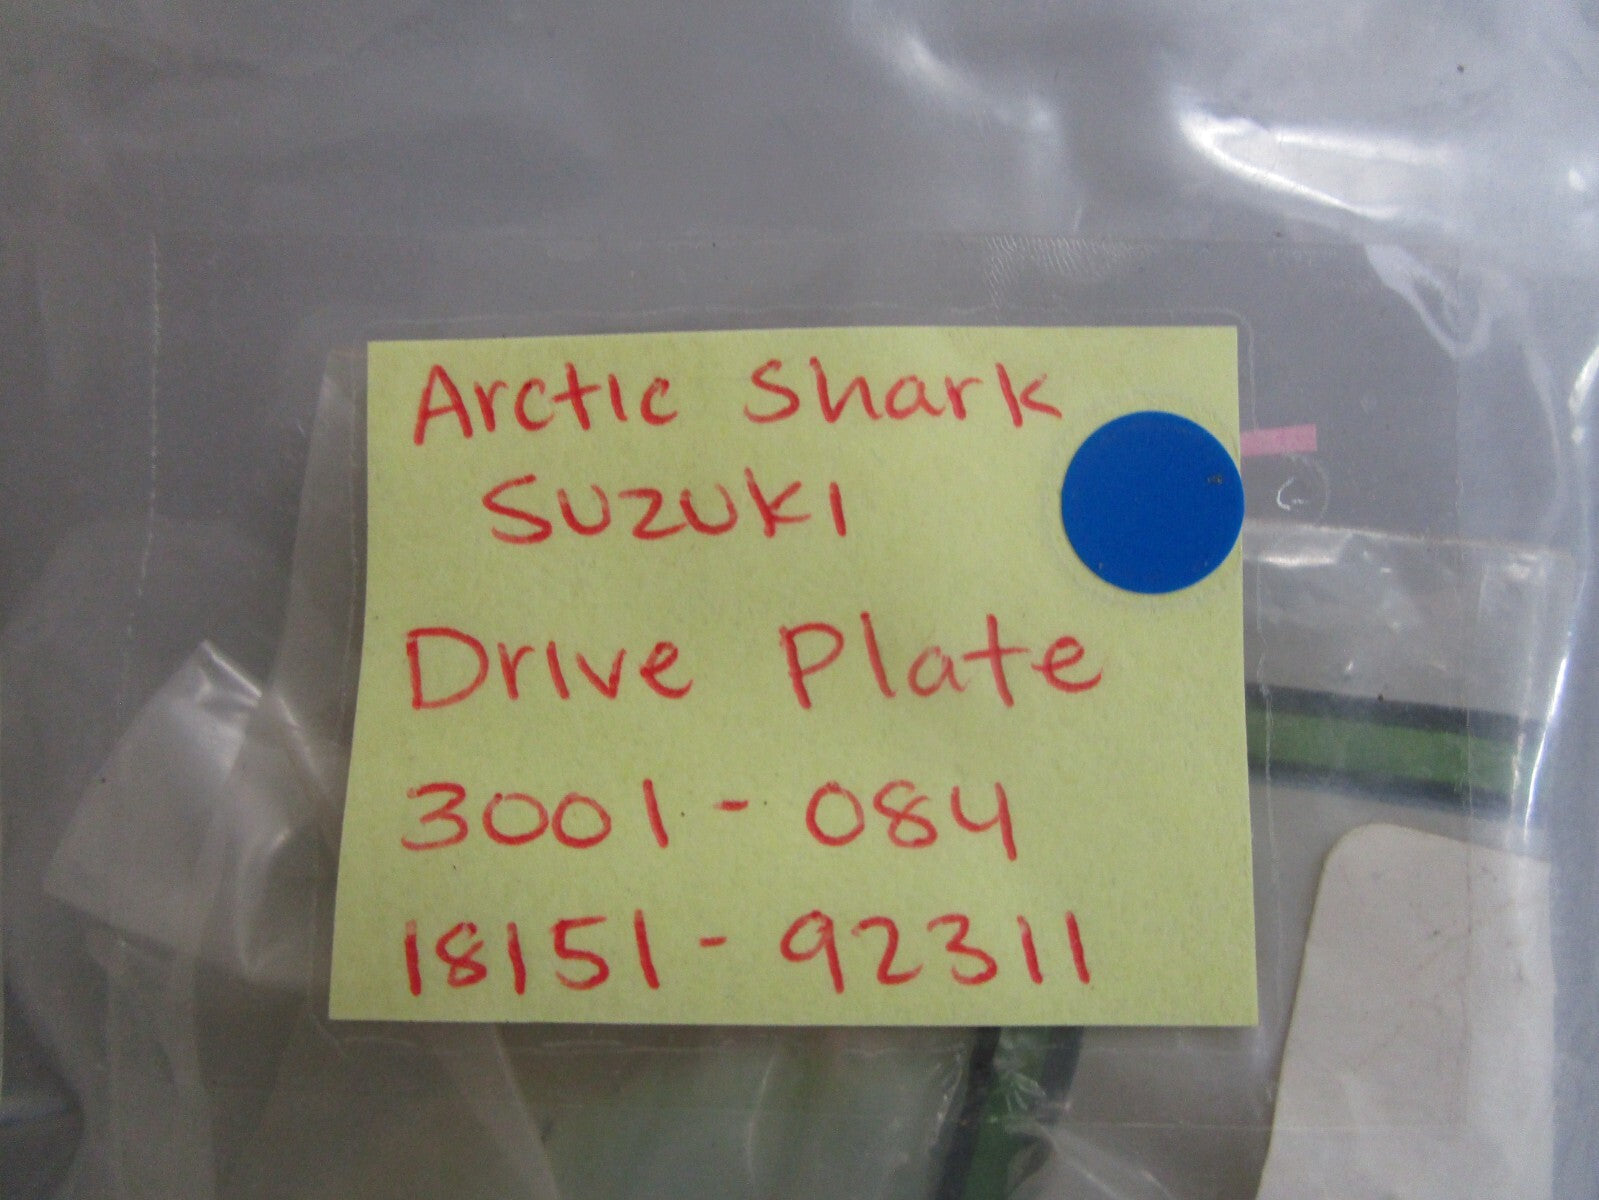 Arctic Shark
SUZUKI
Drive Plate
3001-084
18151-92311